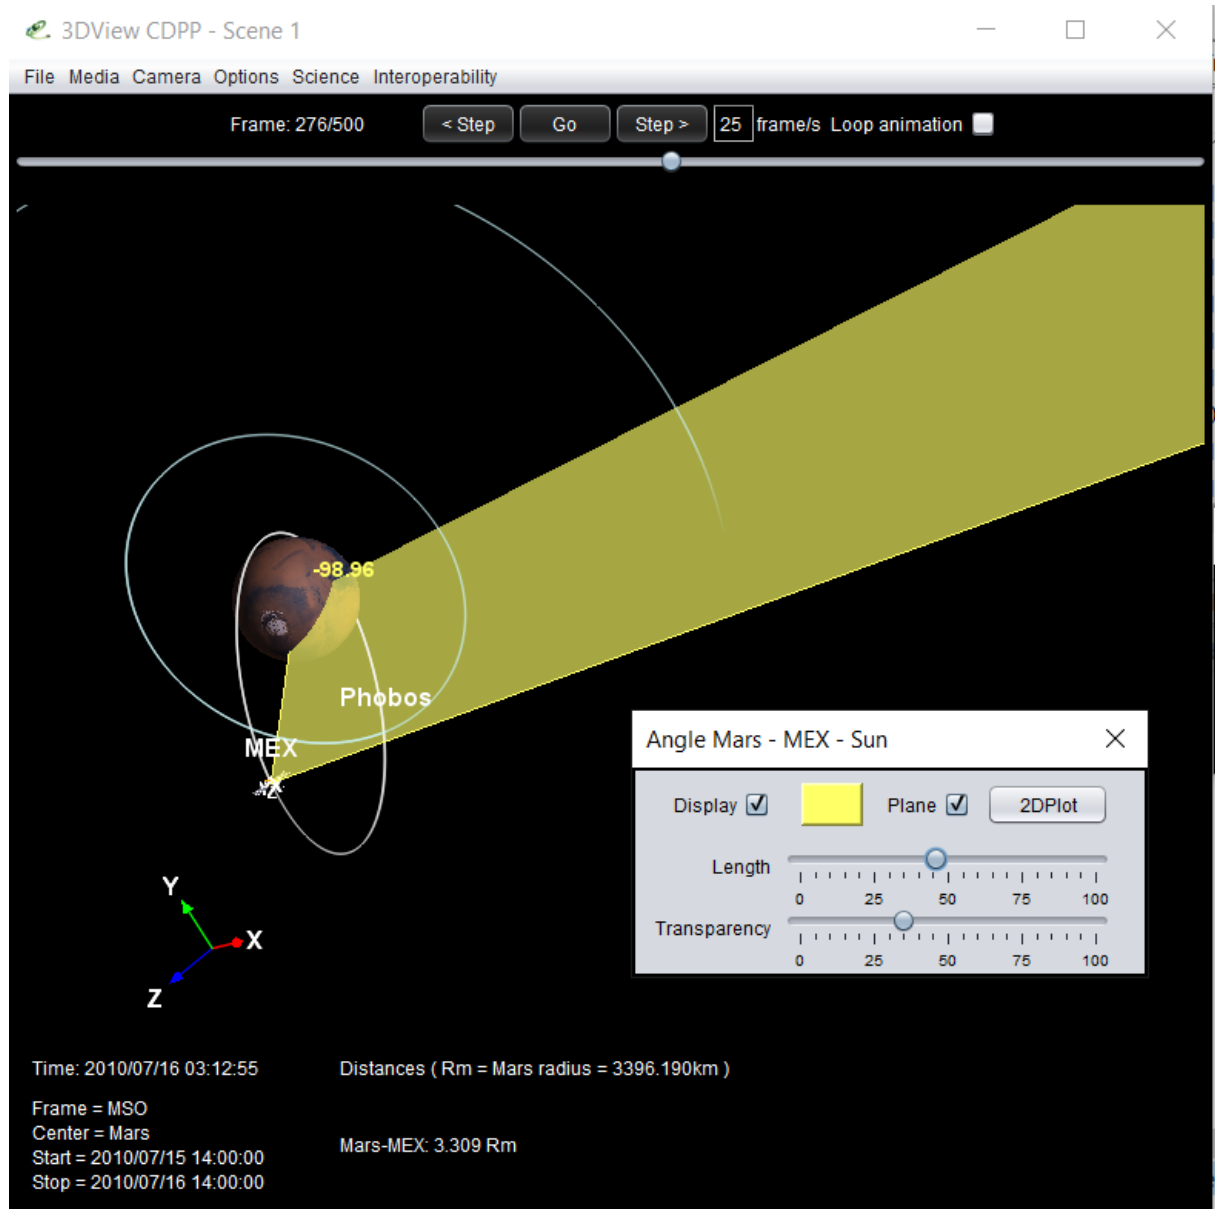 3DView CDPP - Scene 1
File Media Camera Options Science Interoperability
Frame: 276/500 < Step Go Step > 25 frame/s Loop animation
-98.96
Phobos
MEX
Angle Mars - MEX - Sun
Display Plane 2DPlot
Length
0 25 50 75 100
Transparency
0 25 50 75 100
Y
X
Z
Time: 2010/07/16 03:12:55 Distances ( Rm = Mars radius = 3396.190km )
Frame = MSO
Center = Mars
Mars-MEX: 3.309 Rm
Start = 2010/07/15 14:00:00
Stop = 2010/07/16 14:00:00